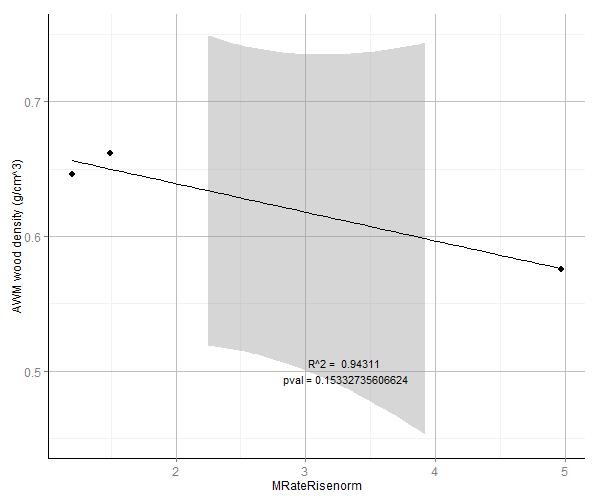 AWM wood density (g/cm^3)
0.7
0.6
0.5
R^2 =  0.94311
pval = 0.15332735606624
2
3
4
5
MRateRisenorm